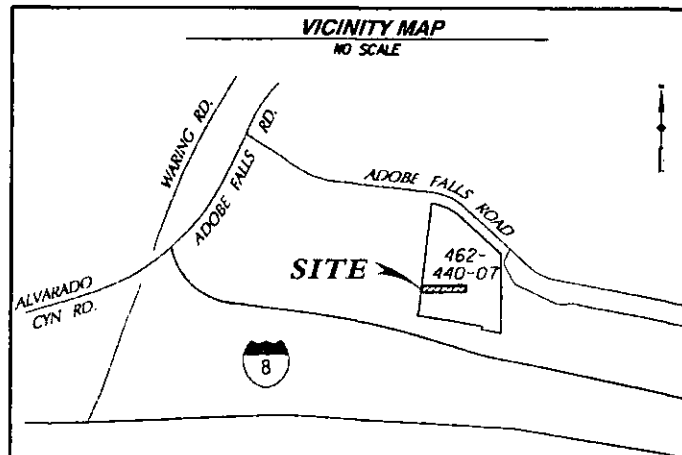 VICINITY MAP
NO SCALE
WARING RD.
ADOBE FALLS RD.
ADOBE FALLS ROAD
462-
440-07
SITE
ALVARADO
CYN RD.
8